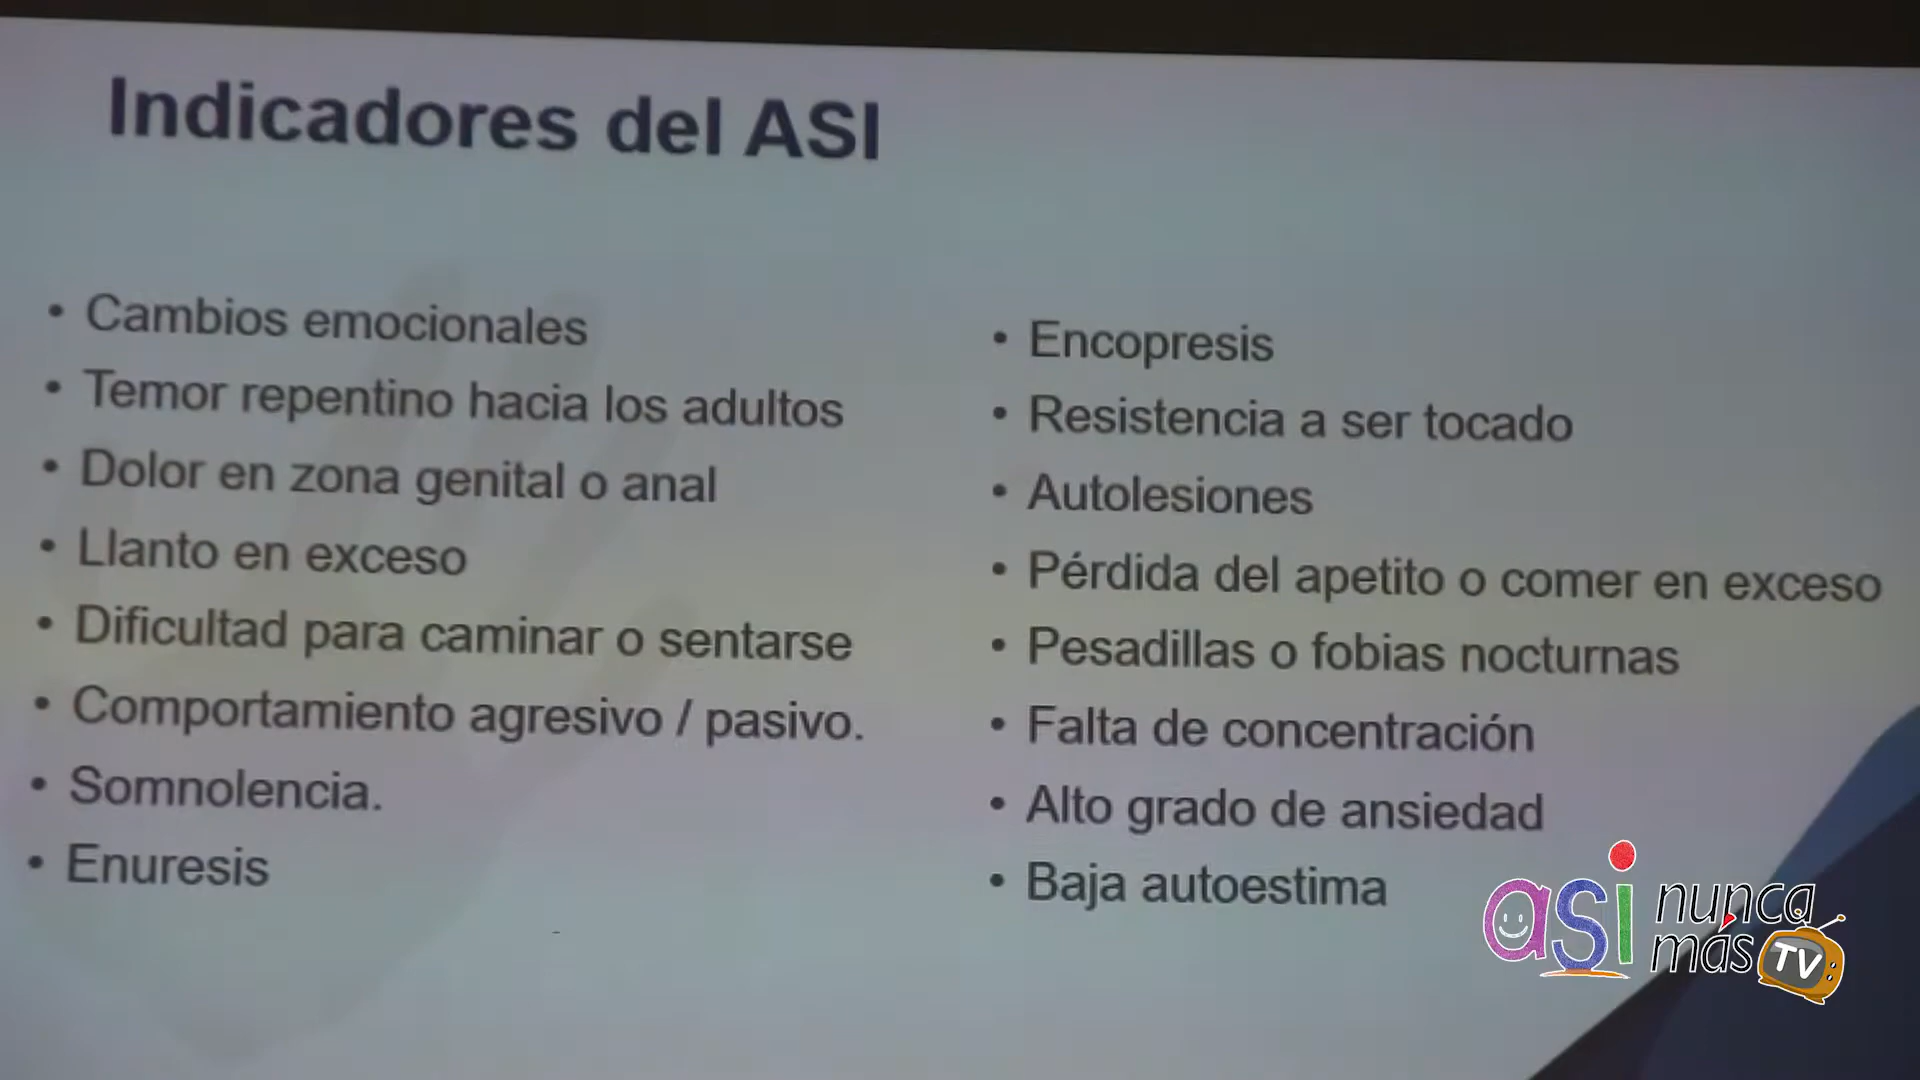 Indicadores del ASI
• Cambios emocionales
• Temor repentino hacia los adultos
• Dolor en zona genital o anal
• Llanto en exceso
• Dificultad para caminar o sentarse
• Comportamiento agresivo / pasivo.
• Somnolencia.
• Enuresis
• Encopresis
• Resistencia a ser tocado
• Autolesiones
• Pérdida del apetito o comer en exceso
• Pesadillas o fobias nocturnas
• Falta de concentración
• Alto grado de ansiedad
• Baja autoestima
asi nunca
más TV